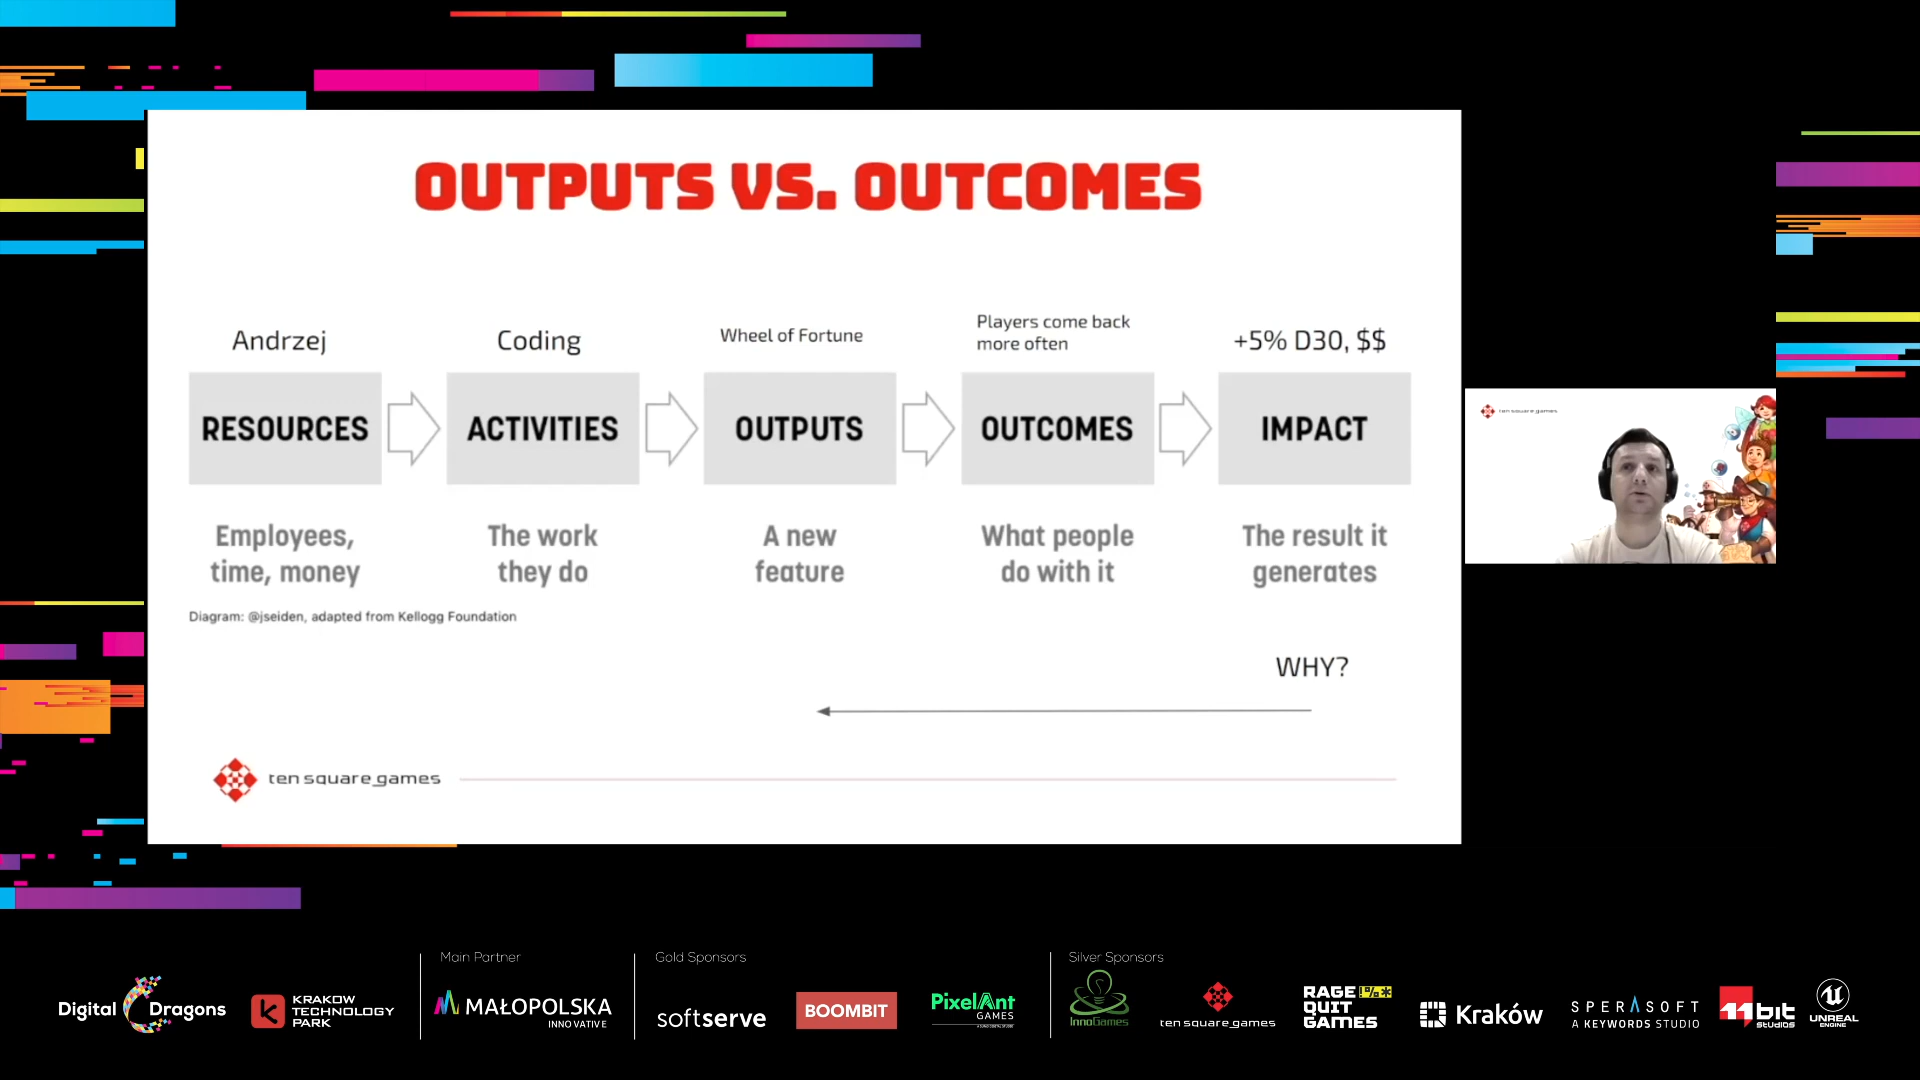 OUTPUTS VS. OUTCOMES
Andrzej
Coding
Wheel of Fortune
Players come back
more often
+5% D30, $$
RESOURCES
ACTIVITIES
OUTPUTS
OUTCOMES
IMPACT
Employees,
time, money
The work
they do
A new
feature
What people
do with it
The result it
generates
Diagram: @jseiden, adapted from Kellogg Foundation
WHY?
ten square games
ten square games
Main Partner
Gold Sponsors
Silver Sponsors
Digital Dragons
KRAKOW
TECHNOLOGY
PARK
MAŁOPOLSKA
INNOVATIVE
softserve
BOOMBIT
PixelAnt
GAMES
InnoGames
ten square games
RAGE !%*
QUIT
GAMES
Kraków
SPERASOFT
A KEYWORDS STUDIO
11bit
studios
UNREAL
ENGINE